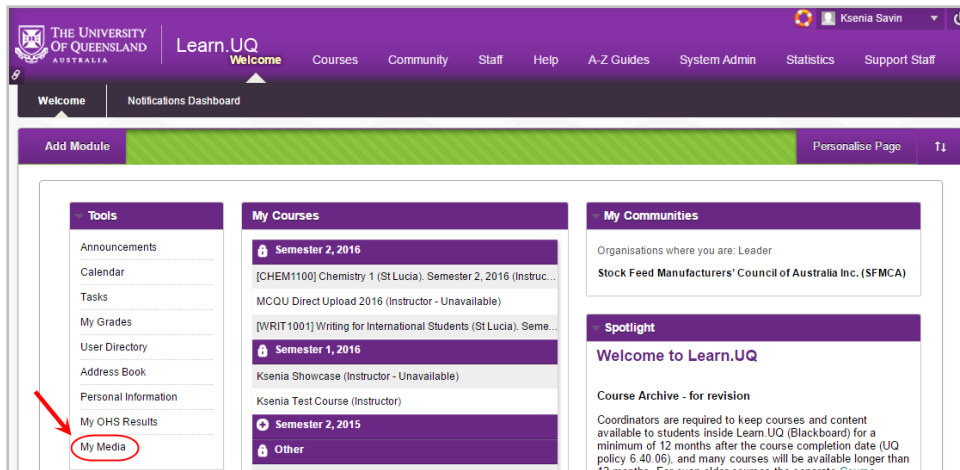 THE UNIVERSITY
OF QUEENSLAND
AUSTRALIA
Learn.UQ
Ksenia Savin
Welcome Courses Community Staff Help A-Z Guides System Admin Statistics Support Staff
Welcome Notifications Dashboard
Add Module
Personalise Page
Tools
Announcements
Calendar
Tasks
My Grades
User Directory
Address Book
Personal Information
My OHS Results
My Media
My Courses
Semester 2, 2016
[CHEM1100] Chemistry 1 (St Lucia). Semester 2, 2016 (Instruc...
MCQU Direct Upload 2016 (Instructor - Unavailable)
[WRIT1001] Writing for International Students (St Lucia). Seme...
Semester 1, 2016
Ksenia Showcase (Instructor - Unavailable)
Ksenia Test Course (Instructor)
Semester 2, 2015
Other
My Communities
Organisations where you are: Leader
Stock Feed Manufacturers' Council of Australia Inc. (SFMCA)
Spotlight
Welcome to Learn.UQ
Course Archive - for revision
Coordinators are required to keep courses and content
available to students inside Learn.UQ (Blackboard) for a
minimum of 12 months after the course completion date (UQ
policy 6.40.06), and many courses will be available longer than